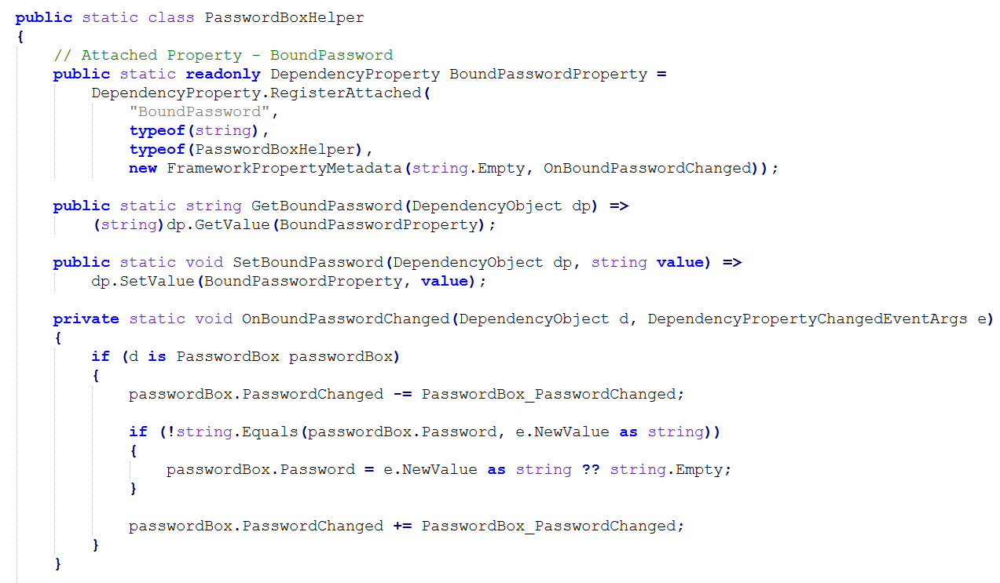 public static class PasswordBoxHelper
{
    // Attached Property - BoundPassword
    public static readonly DependencyProperty BoundPasswordProperty =
        DependencyProperty.RegisterAttached(
            "BoundPassword",
            typeof(string),
            typeof(PasswordBoxHelper),
            new FrameworkPropertyMetadata(string.Empty, OnBoundPasswordChanged));

    public static string GetBoundPassword(DependencyObject dp) =>
        (string)dp.GetValue(BoundPasswordProperty);

    public static void SetBoundPassword(DependencyObject dp, string value) =>
        dp.SetValue(BoundPasswordProperty, value);

    private static void OnBoundPasswordChanged(DependencyObject d, DependencyPropertyChangedEventArgs e)
    {
        if (d is PasswordBox passwordBox)
        {
            passwordBox.PasswordChanged -= PasswordBox_PasswordChanged;

            if (!string.Equals(passwordBox.Password, e.NewValue as string))
            {
                passwordBox.Password = e.NewValue as string ?? string.Empty;
            }

            passwordBox.PasswordChanged += PasswordBox_PasswordChanged;
        }
    }